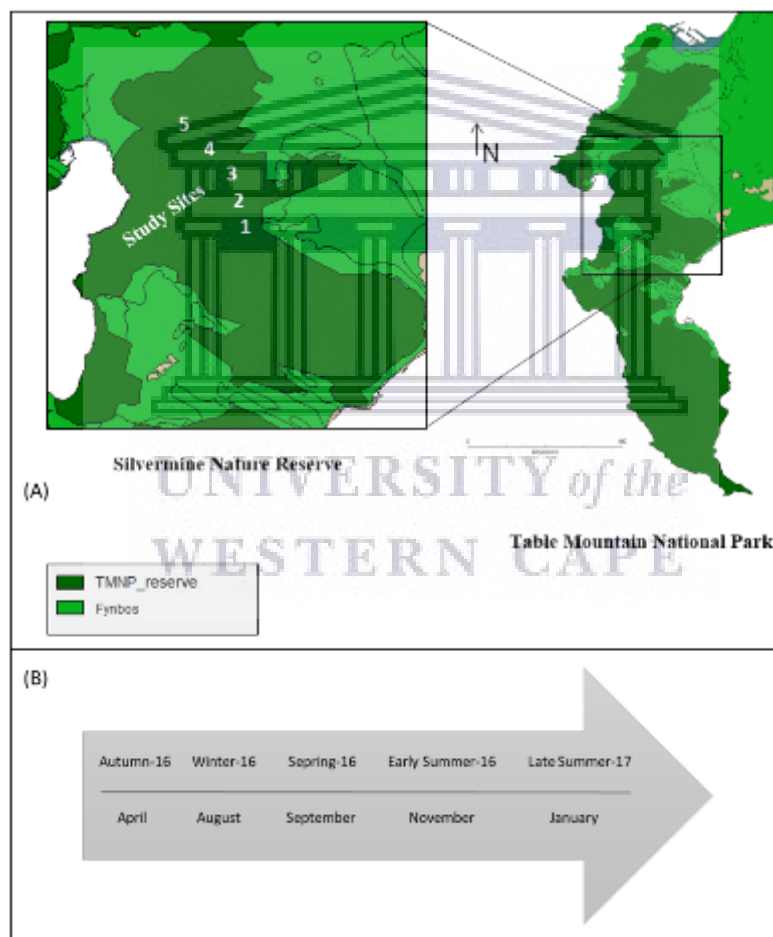 5
4
3
2
1
Study Sites
N
Silvermine Nature Reserve
(A)
UNIVERSITY of the
WESTERN CAPE
Table Mountain National Park
TMNP_reserve
Fynbos
(B)
Autumn-16 Winter-16 Sepring-16 Early Summer-16 Late Summer-17
April August September November January